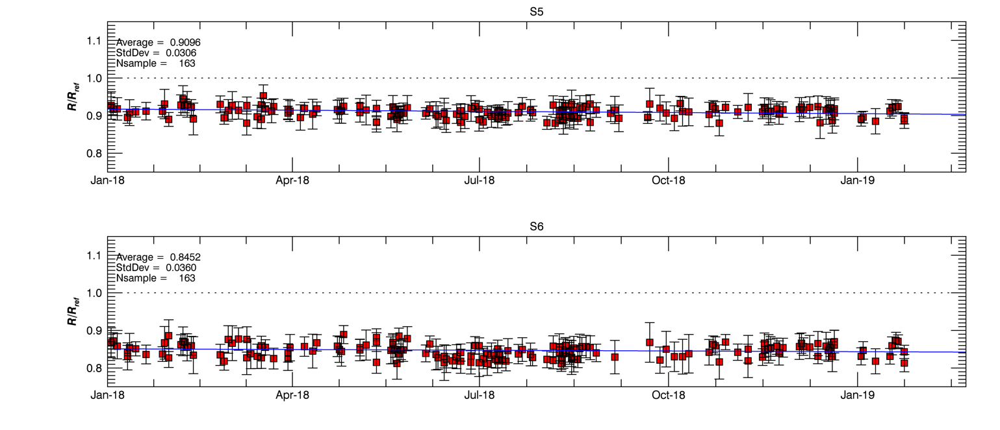 S5
Average = 0.9096
StdDev = 0.0306
Nsample = 163
R/Rref
1.1
1.0
0.9
0.8
Jan-18 Apr-18 Jul-18 Oct-18 Jan-19
S6
Average = 0.8452
StdDev = 0.0360
Nsample = 163
R/Rref
1.1
1.0
0.9
0.8
Jan-18 Apr-18 Jul-18 Oct-18 Jan-19